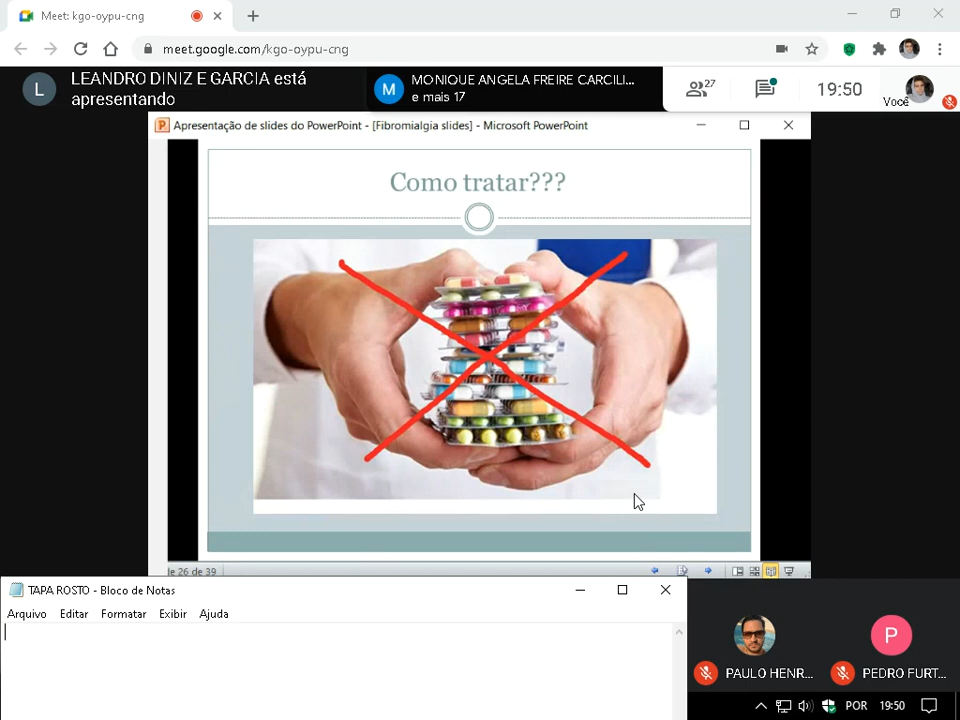 Meet: kgo-oypu-cng
meet.google.com/kgo-oypu-cng
L
LEANDRO DINIZ E GARCIA está
apresentando
M
MONIQUE ANGELA FREIRE CARCILI...
e mais 17
27
19:50
Você
Apresentação de slides do PowerPoint - [Fibromialgia slides] - Microsoft PowerPoint
Como tratar???
le 26 de 39
TAPA ROSTO - Bloco de Notas
Arquivo Editar Formatar Exibir Ajuda
P
PAULO HENR...
PEDRO FURT...
POR 19:50